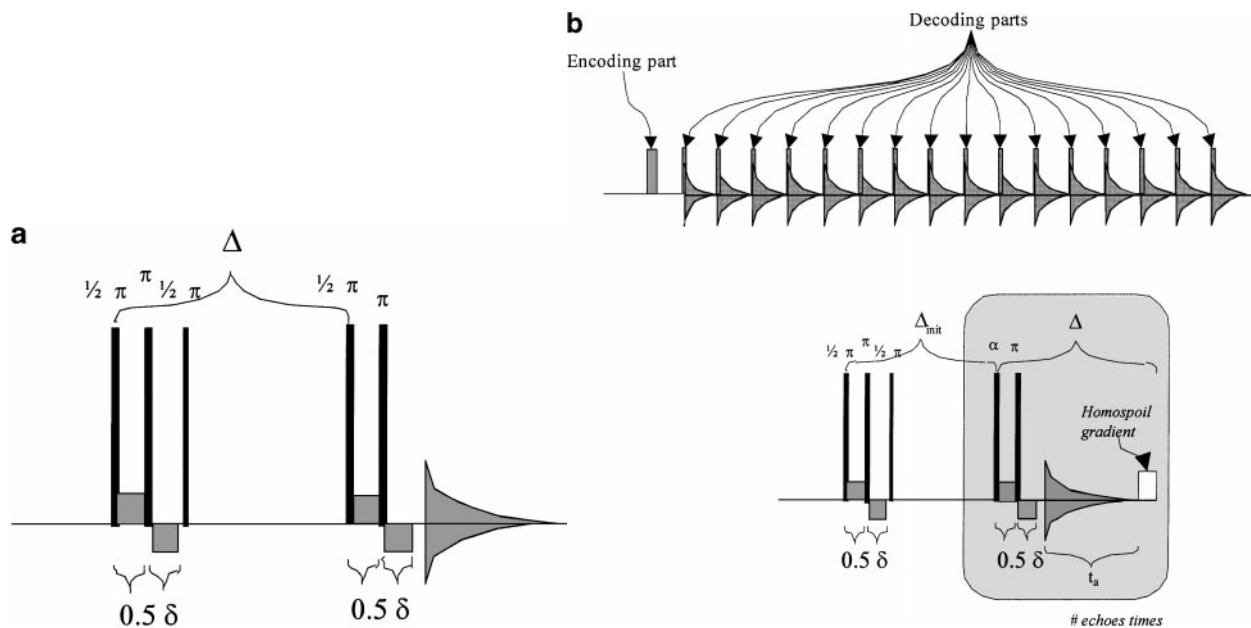 b
Decoding parts
Encoding part
a
Δ
½ π π ½ π
½ π π
0.5 δ
0.5 δ
Δinit
Δ
½ π π ½ π
α π
Homospoil
gradient
0.5 δ
0.5 δ
ta
# echoes times